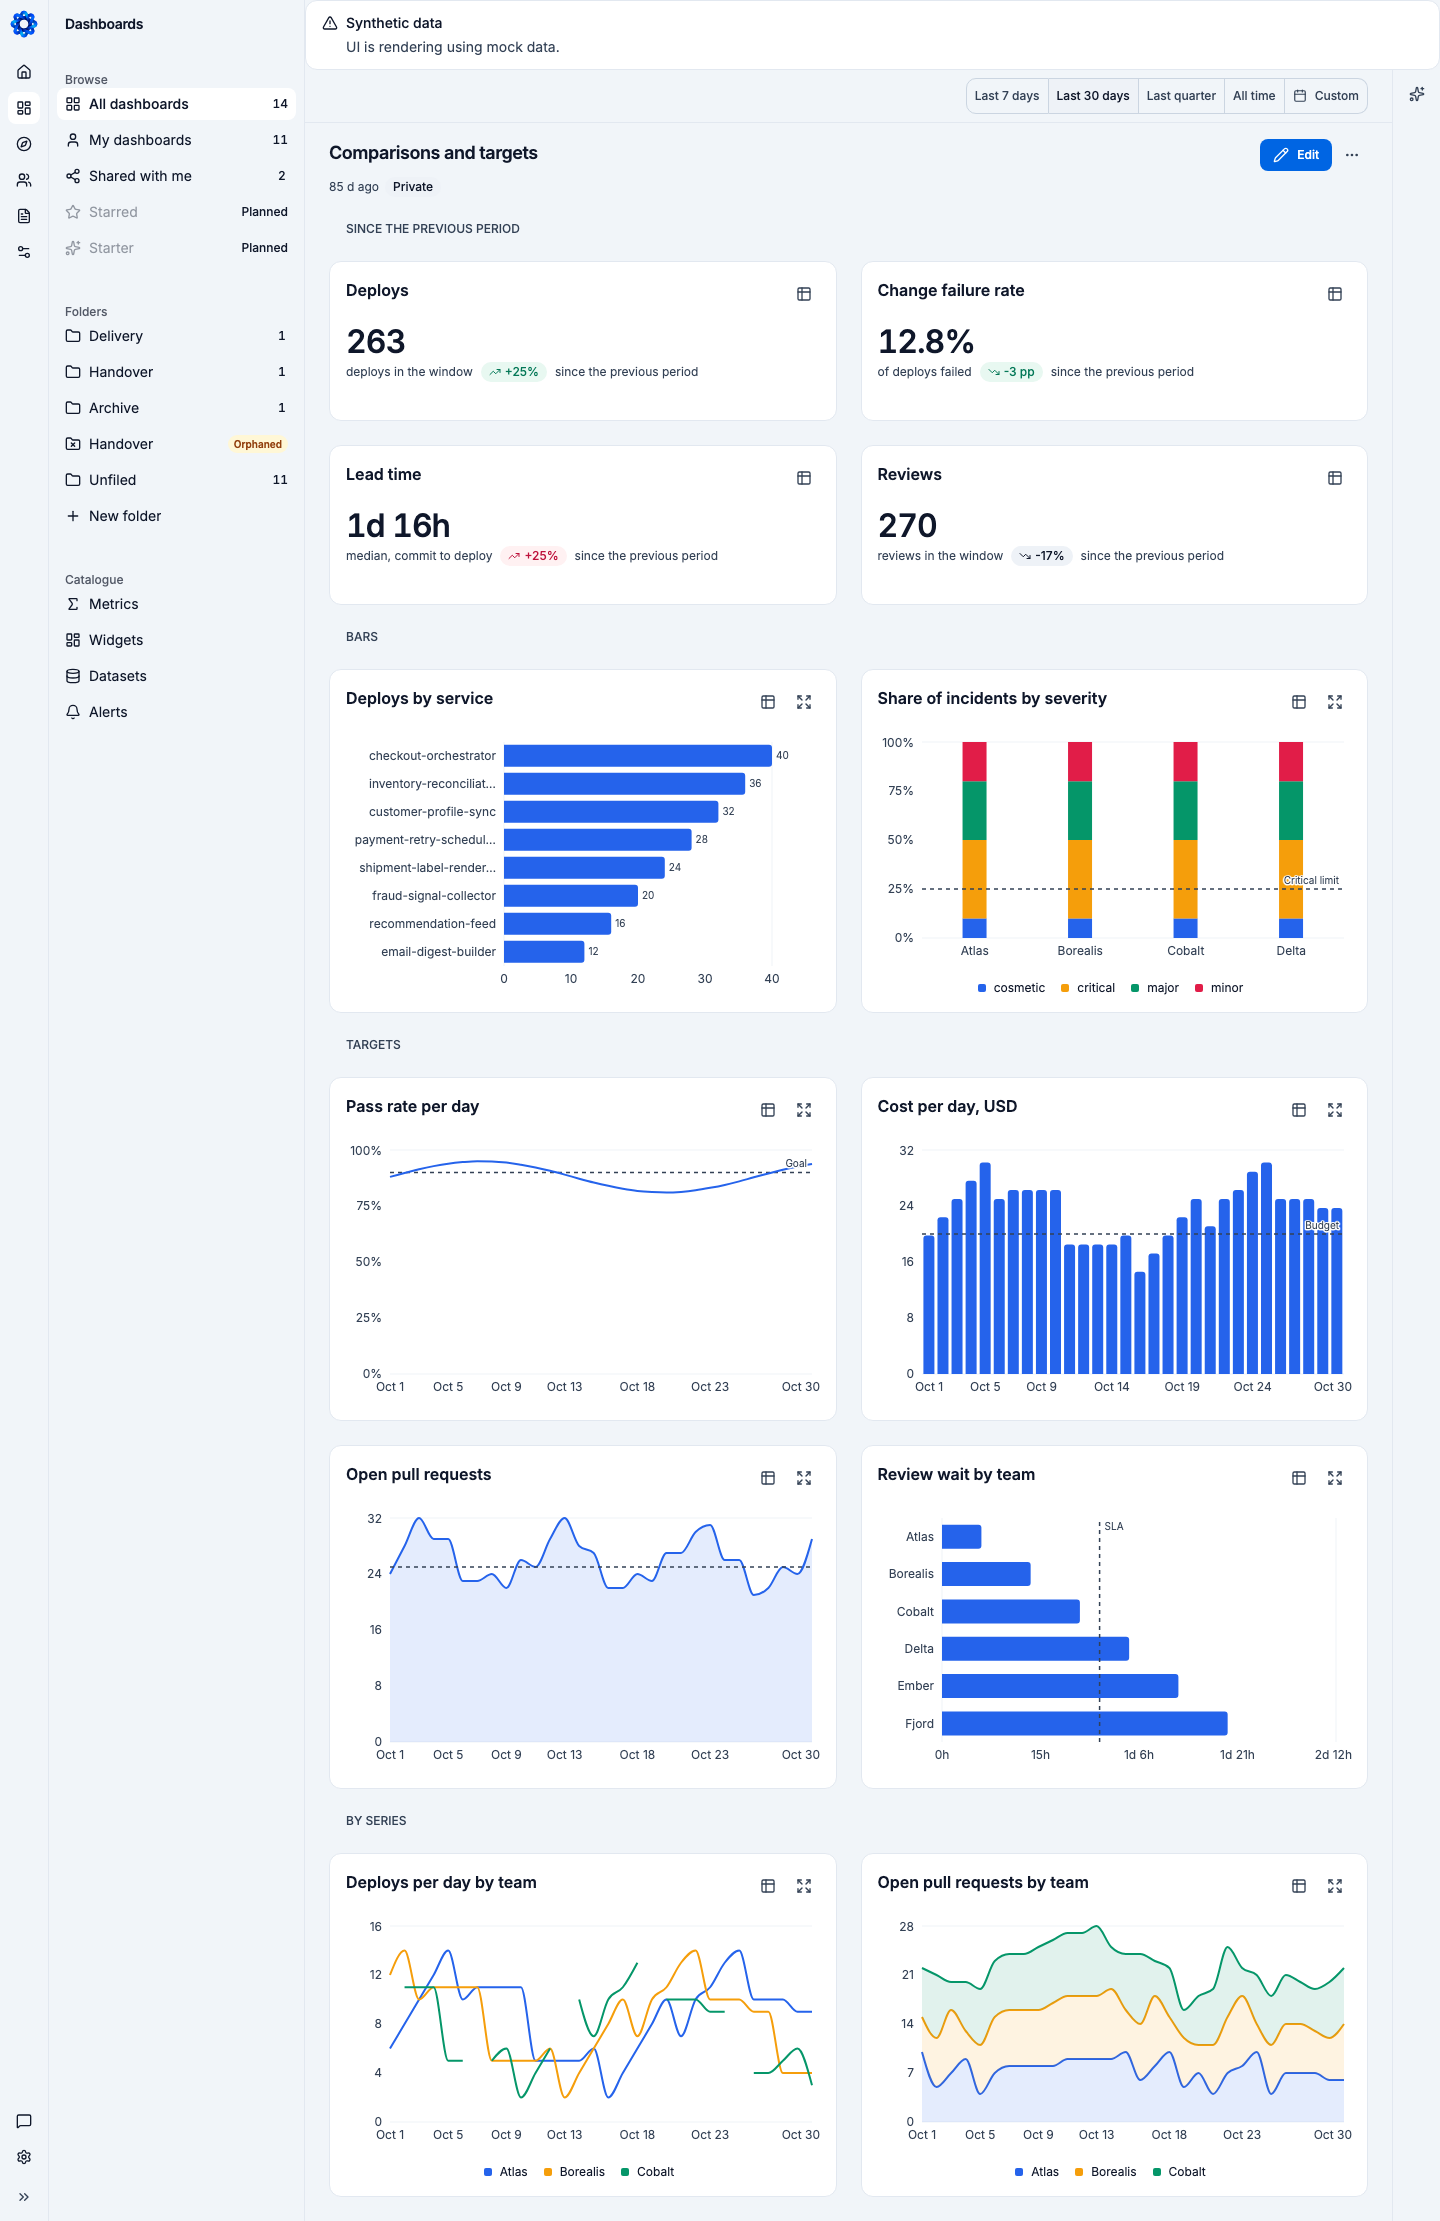 Dashboards
Synthetic data
UI is rendering using mock data.
Browse
All dashboards 14
My dashboards 11
Shared with me 2
Starred Planned
Starter Planned
Folders
Delivery 1
Handover 1
Archive 1
Handover Orphaned
Unfiled 11
New folder
Catalogue
Metrics
Widgets
Datasets
Alerts
Last 7 days Last 30 days Last quarter All time Custom
Comparisons and targets
Edit
85 d ago Private
SINCE THE PREVIOUS PERIOD
Deploys
263
deploys in the window +25% since the previous period
Change failure rate
12.8%
of deploys failed -3 pp since the previous period
Lead time
1d 16h
median, commit to deploy +25% since the previous period
Reviews
270
reviews in the window -17% since the previous period
BARS
Deploys by service
checkout-orchestrator 40
inventory-reconciliat... 36
customer-profile-sync 32
payment-retry-schedul... 28
shipment-label-render... 24
fraud-signal-collector 20
recommendation-feed 16
email-digest-builder 12
0 10 20 30 40
Share of incidents by severity
100%
75%
50%
Critical limit
25%
0%
Atlas Borealis Cobalt Delta
cosmetic critical major minor
TARGETS
Pass rate per day
100%
Goal
75%
50%
25%
0%
Oct 1 Oct 5 Oct 9 Oct 13 Oct 18 Oct 23 Oct 30
Cost per day, USD
32
24
Budget
16
8
0
Oct 1 Oct 5 Oct 9 Oct 14 Oct 19 Oct 24 Oct 30
Open pull requests
32
24
16
8
0
Oct 1 Oct 5 Oct 9 Oct 13 Oct 18 Oct 23 Oct 30
Review wait by team
SLA
Atlas
Borealis
Cobalt
Delta
Ember
Fjord
0h 15h 1d 6h 1d 21h 2d 12h
BY SERIES
Deploys per day by team
16
12
8
4
0
Oct 1 Oct 5 Oct 9 Oct 13 Oct 18 Oct 23 Oct 30
Atlas Borealis Cobalt
Open pull requests by team
28
21
14
7
0
Oct 1 Oct 5 Oct 9 Oct 13 Oct 18 Oct 23 Oct 30
Atlas Borealis Cobalt